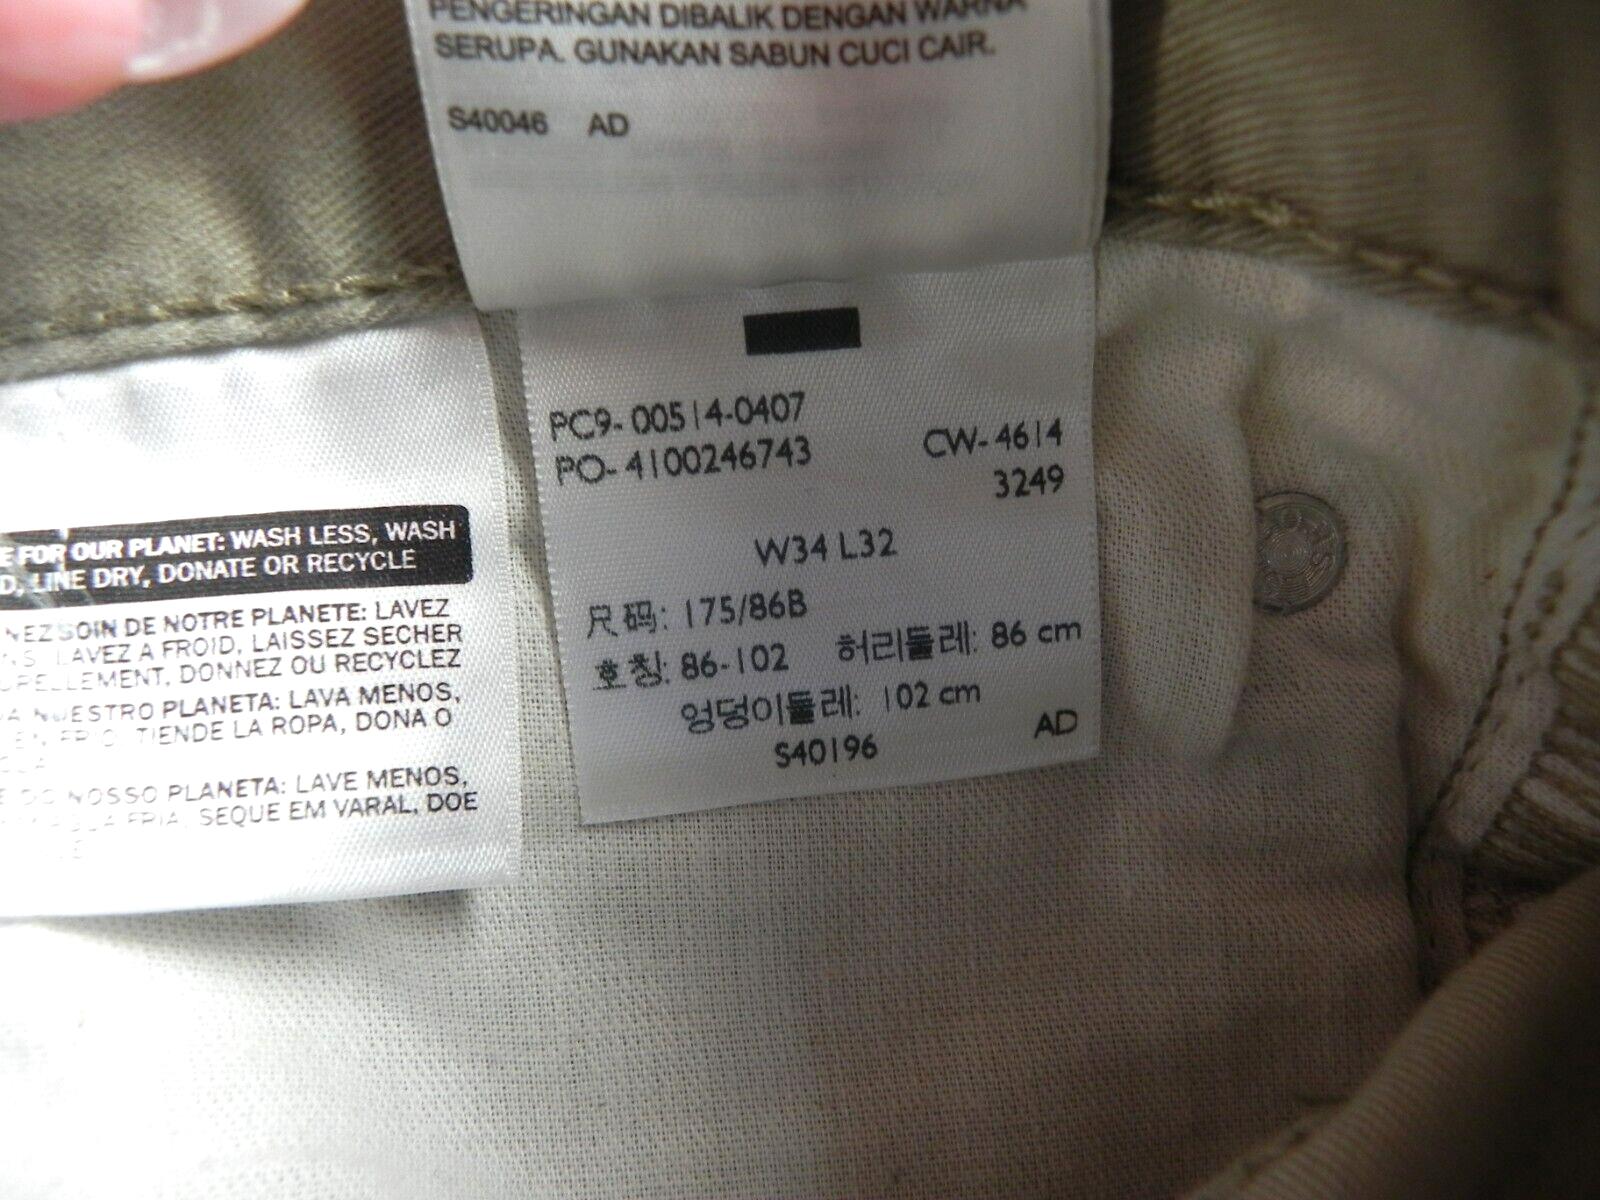 PENGERINGAN DIBALIK DENGAN WARNA
SERUPA. GUNAKAN SABUN CUCI CAIR.
S40046 AD
PC9-00514-0407
PO-4100246743
CW-4614
3249
W34 L32
尺码: 175/86B
호칭: 86-102 허리둘레: 86 cm
엉덩이둘레: 102 cm
S40196
AD
FOR OUR PLANET: WASH LESS, WASH
LINE DRY, DONATE OR RECYCLE
SOIN DE NOTRE PLANETE: LAVEZ
LAVEZ A FROID, LAISSEZ SECHER
DONNEZ OU RECYCLEZ
NUESTRO PLANETA: LAVA MENOS,
TIENDE LA ROPA, DONA O
NOSSO PLANETA: LAVE MENOS,
FRIA, SEQUE EM VARAL, DOE